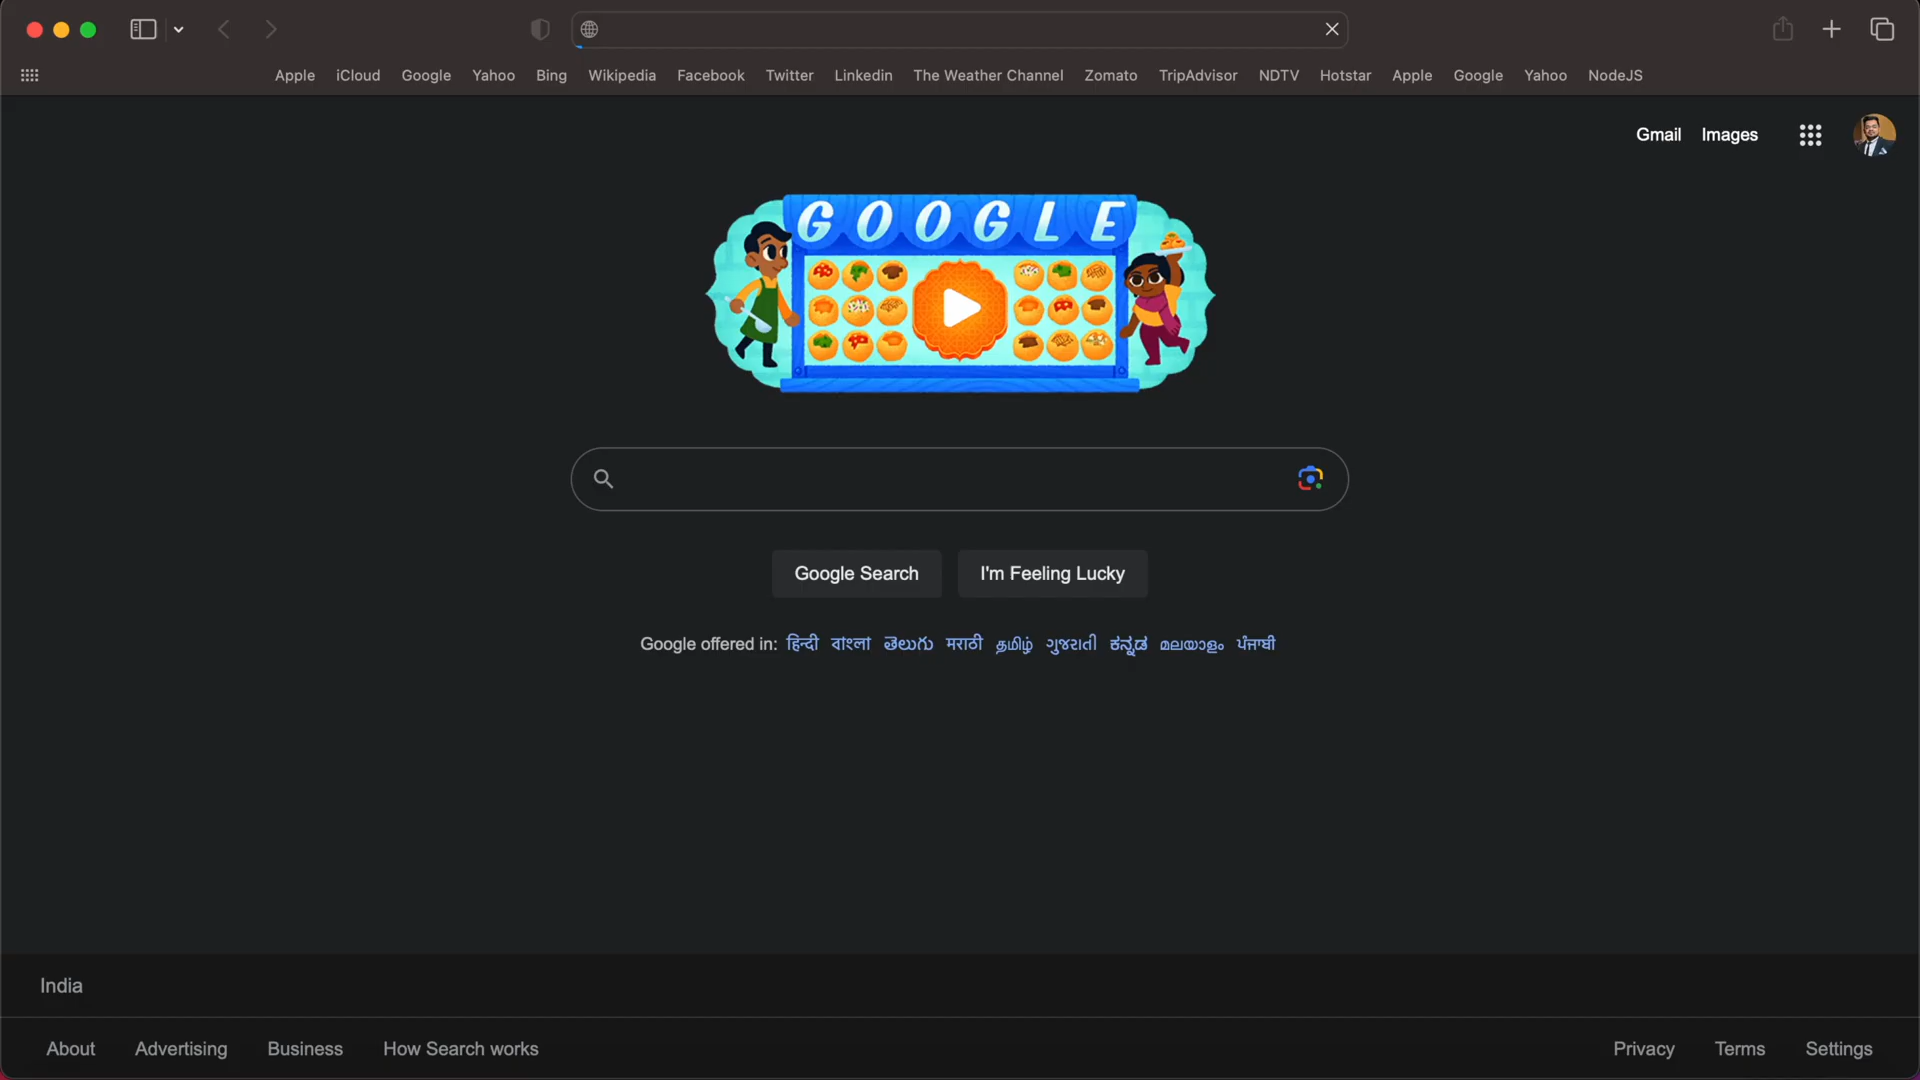 Apple iCloud Google Yahoo Bing Wikipedia Facebook Twitter Linkedin The Weather Channel Zomato TripAdvisor NDTV Hotstar Apple Google Yahoo NodeJS
Gmail Images
GOOGLE
Google Search I'm Feeling Lucky
Google offered in: हिन्दी বাংলা తెలుగు मराठी தமிழ் ગુજરાતી ಕನ್ನಡ മലയാളം ਪੰਜਾਬੀ
India
About Advertising Business How Search works Privacy Terms Settings